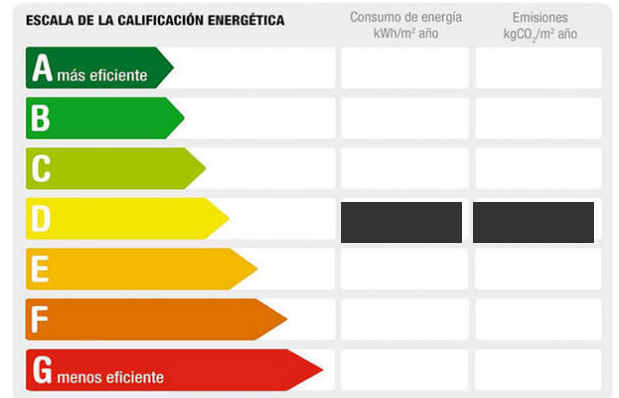 ESCALA DE LA CALIFICACIÓN ENERGÉTICA
Consumo de energía
kWh/m² año
Emisiones
kgCO₂/m² año
A más eficiente
B
C
D
E
F
G menos eficiente